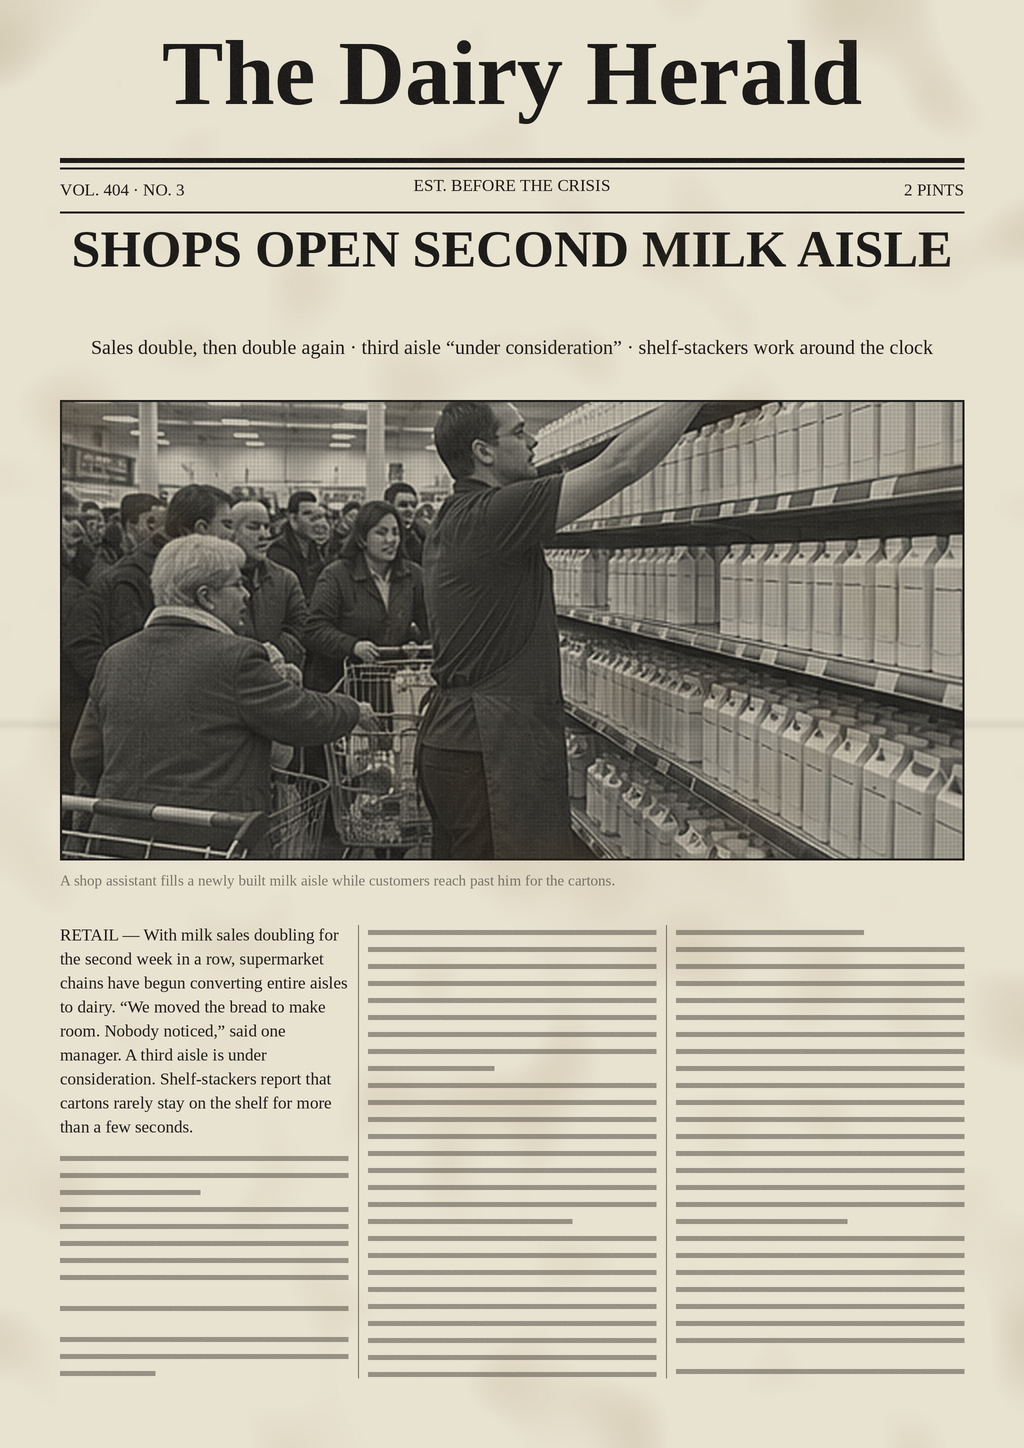 The Dairy Herald
VOL. 404 · NO. 3
EST. BEFORE THE CRISIS
2 PINTS
SHOPS OPEN SECOND MILK AISLE
Sales double, then double again · third aisle “under consideration” · shelf-stackers work around the clock
A shop assistant fills a newly built milk aisle while customers reach past him for the cartons.
RETAIL — With milk sales doubling for
the second week in a row, supermarket
chains have begun converting entire aisles
to dairy. “We moved the bread to make
room. Nobody noticed,” said one
manager. A third aisle is under
consideration. Shelf-stackers report that
cartons rarely stay on the shelf for more
than a few seconds.